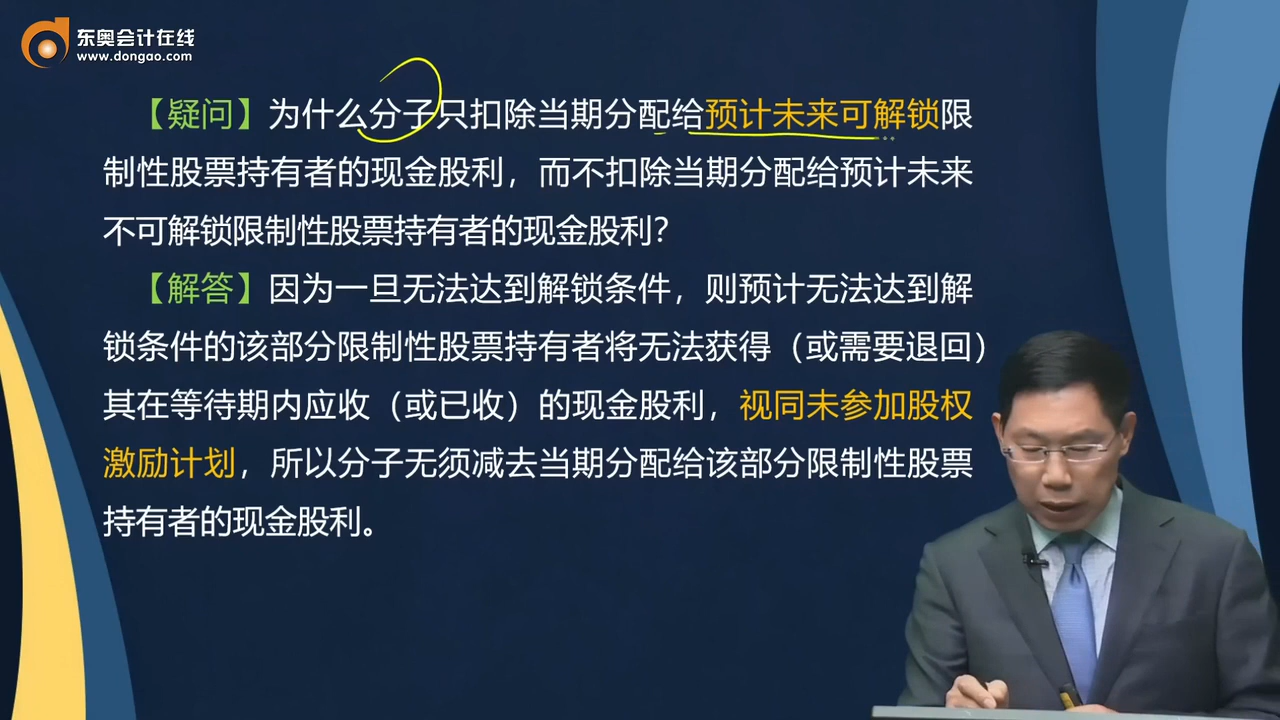 东奥会计在线
www.dongao.com
【疑问】为什么分子只扣除当期分配给预计未来可解锁限
制性股票持有者的现金股利，而不扣除当期分配给预计未来
不可解锁限制性股票持有者的现金股利？
【解答】因为一旦无法达到解锁条件，则预计无法达到解
锁条件的该部分限制性股票持有者将无法获得（或需要退回）
其在等待期内应收（或已收）的现金股利，视同未参加股权
激励计划，所以分子无须减去当期分配给该部分限制性股票
持有者的现金股利。